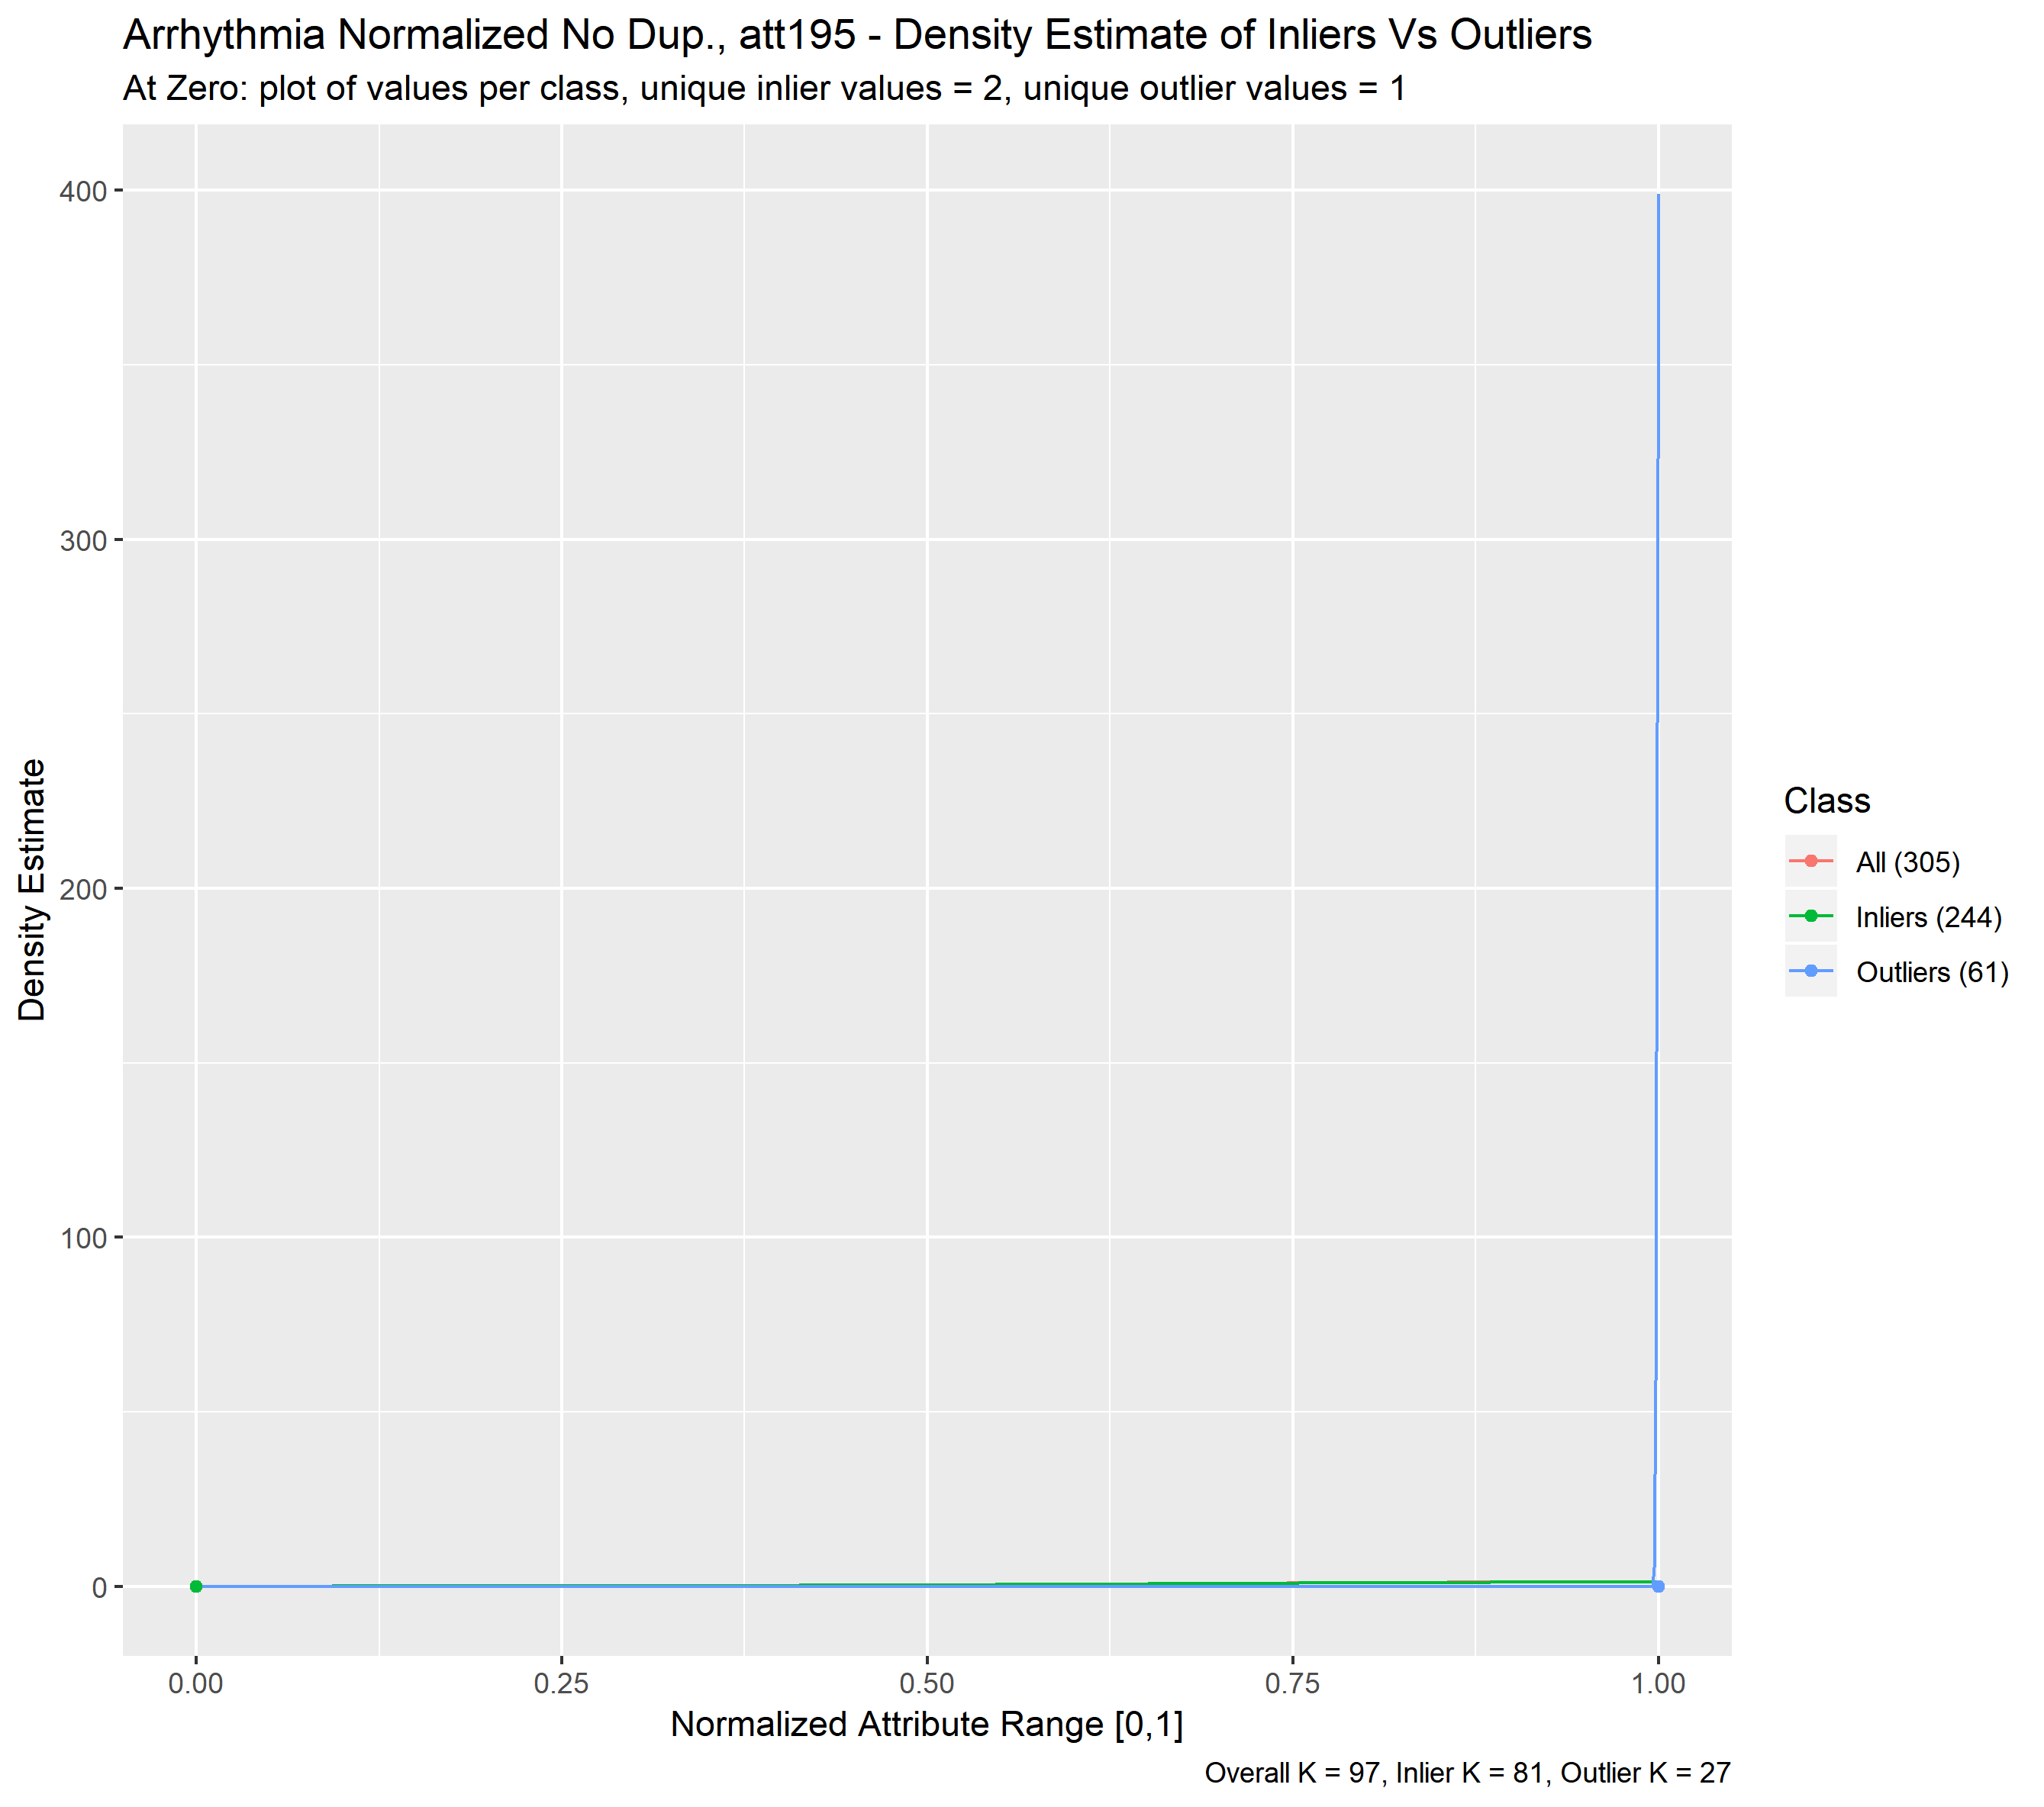 Arrhythmia Normalized No Dup., att195 - Density Estimate of Inliers Vs Outliers
At Zero: plot of values per class, unique inlier values = 2, unique outlier values = 1
400
300
200
100
0
Density Estimate
0.00 0.25 0.50 0.75 1.00
Normalized Attribute Range [0,1]
Overall K = 97, Inlier K = 81, Outlier K = 27
Class
All (305)
Inliers (244)
Outliers (61)